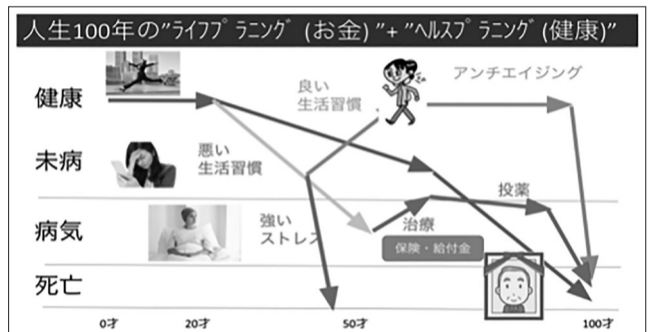 人生100年の”ﾗｲﾌﾌﾟﾗﾆﾝｸﾞ(お金)”+”ﾍﾙｽﾌﾟﾗﾆﾝｸﾞ(健康)”
アンチエイジング
健康
良い
生活習慣
未病
悪い
生活習慣
投薬
病気
強い
ストレス
治療
保険・給付金
死亡
0才
20才
50才
100才